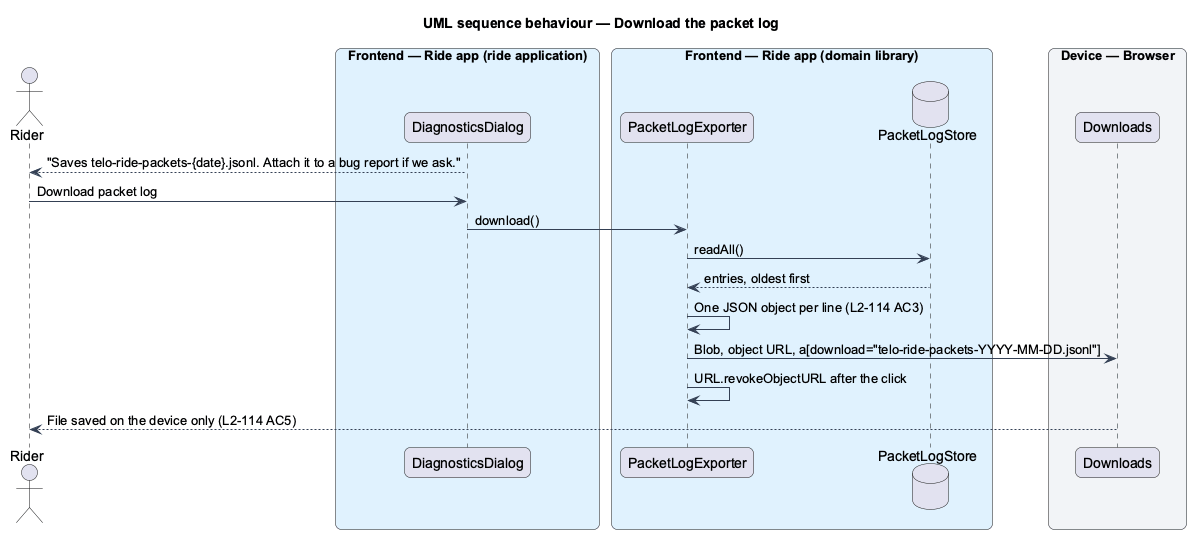 UML sequence behaviour — Download the packet log
Frontend — Ride app (ride application)
Frontend — Ride app (domain library)
Device — Browser
Rider
DiagnosticsDialog
PacketLogExporter
PacketLogStore
Downloads
"Saves telo-ride-packets-{date}.jsonl. Attach it to a bug report if we ask."
Download packet log
download()
readAll()
entries, oldest first
One JSON object per line (L2-114 AC3)
Blob, object URL, a[download="telo-ride-packets-YYYY-MM-DD.jsonl"]
URL.revokeObjectURL after the click
File saved on the device only (L2-114 AC5)
Rider
DiagnosticsDialog
PacketLogExporter
PacketLogStore
Downloads